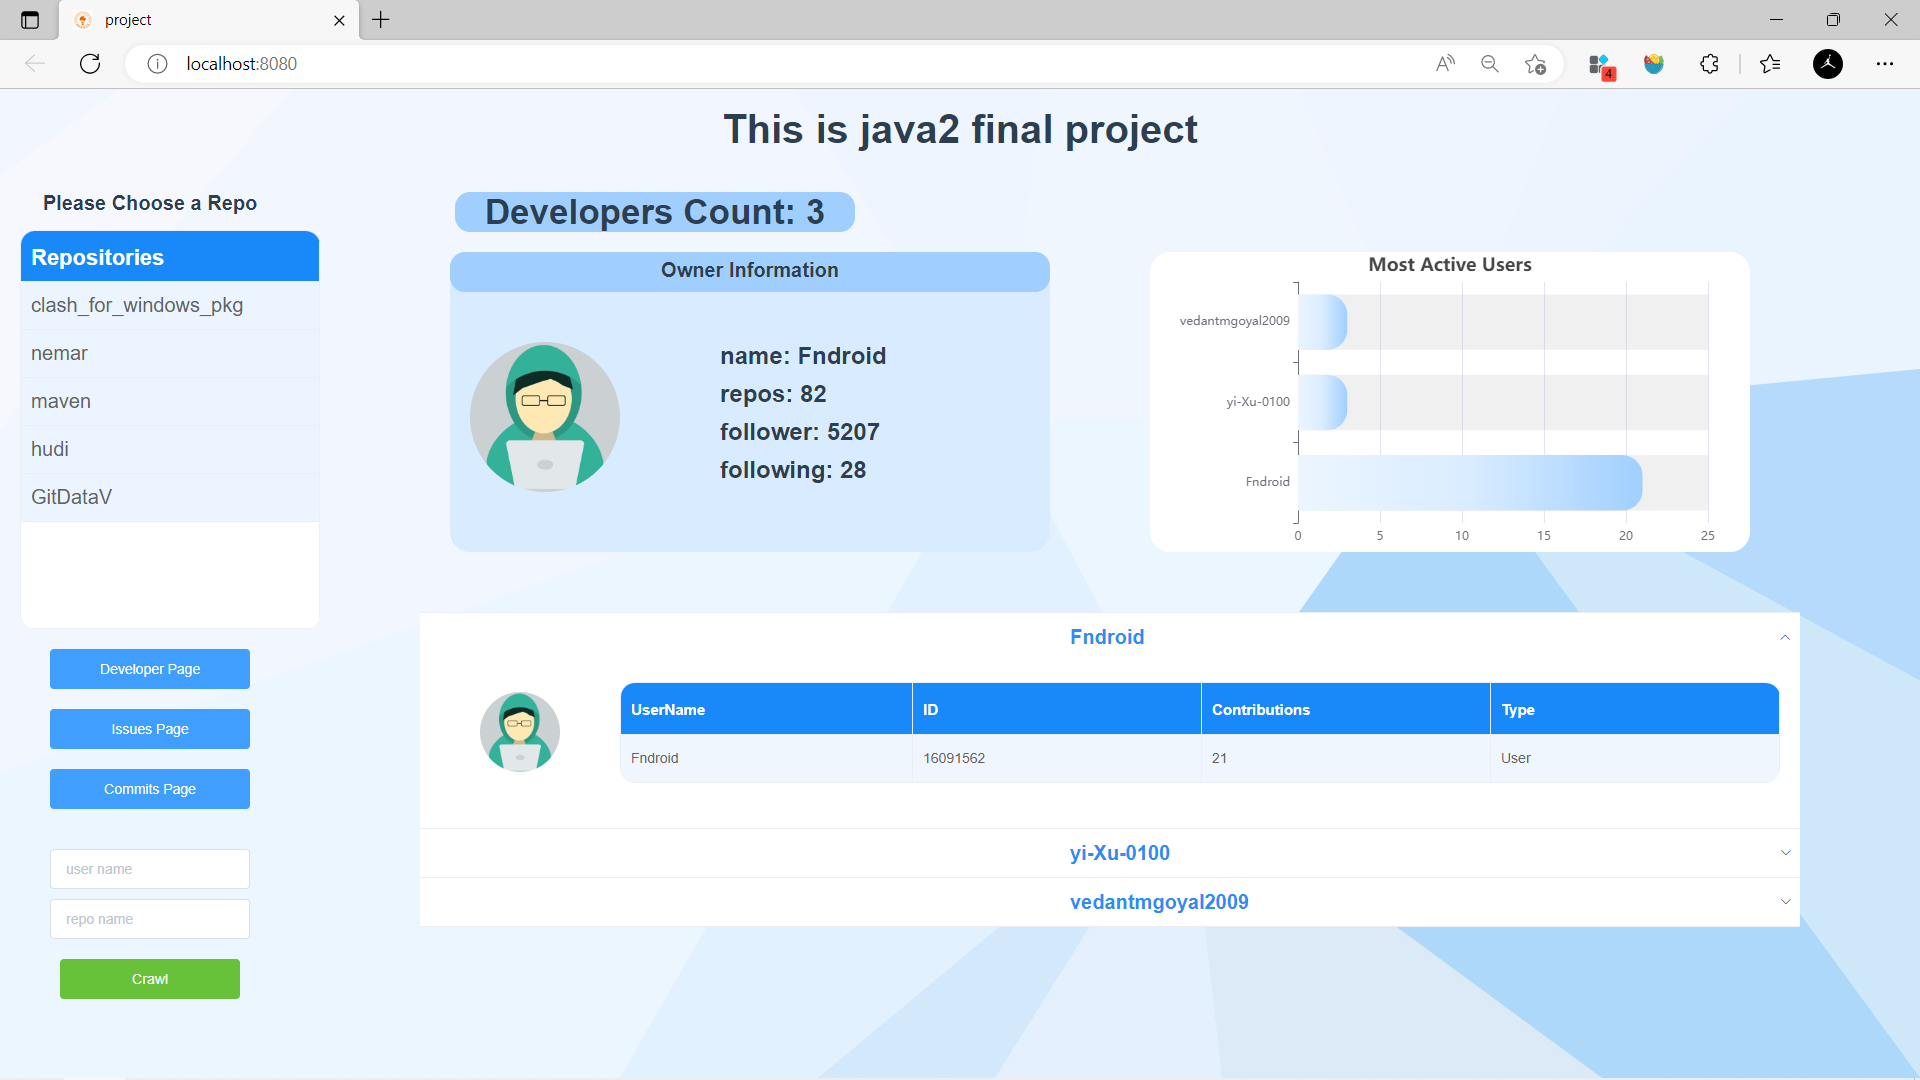 project
localhost:8080
4
This is java2 final project
Please Choose a Repo
Repositories
clash_for_windows_pkg
nemar
maven
hudi
GitDataV
Developer Page
Issues Page
Commits Page
user name
repo name
Crawl
Developers Count: 3
Owner Information
name: Fndroid
repos: 82
follower: 5207
following: 28
Most Active Users
vedantmgoyal2009
yi-Xu-0100
Fndroid
0 5 10 15 20 25
Fndroid
UserName ID Contributions Type
Fndroid 16091562 21 User
yi-Xu-0100
vedantmgoyal2009